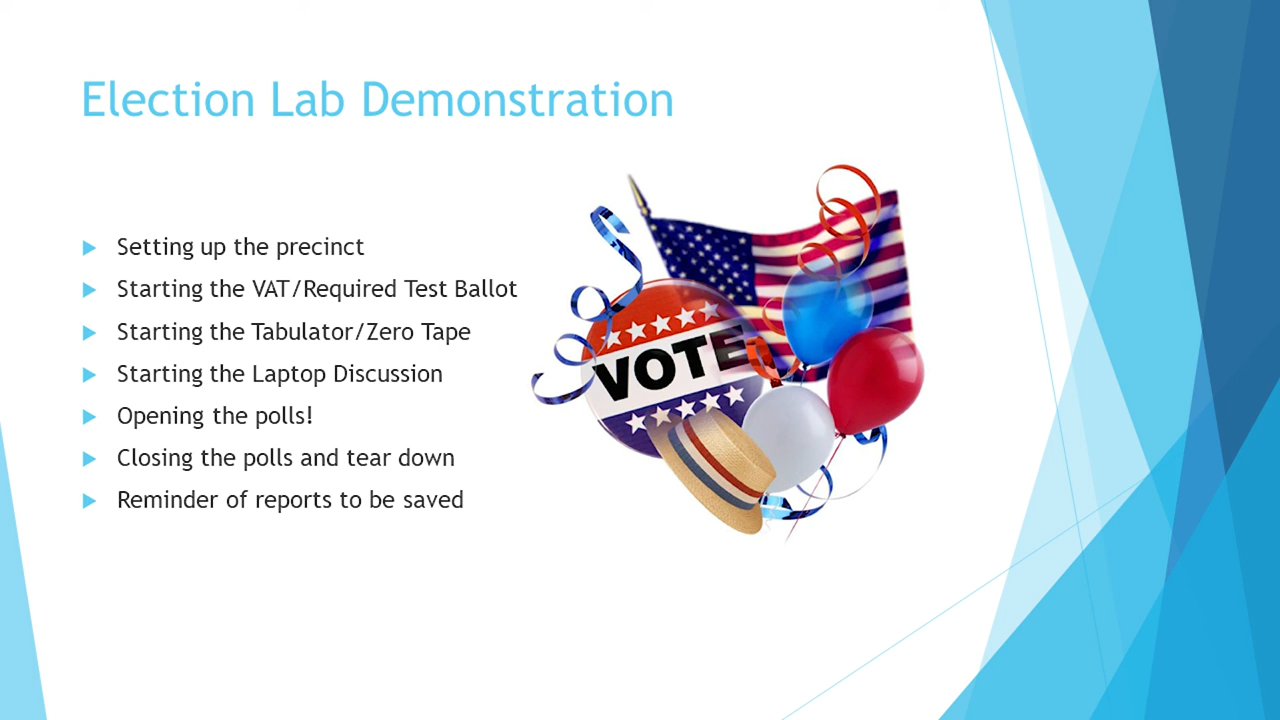 Election Lab Demonstration
Setting up the precinct
Starting the VAT/Required Test Ballot
Starting the Tabulator/Zero Tape
Starting the Laptop Discussion
Opening the polls!
Closing the polls and tear down
Reminder of reports to be saved
VOTE